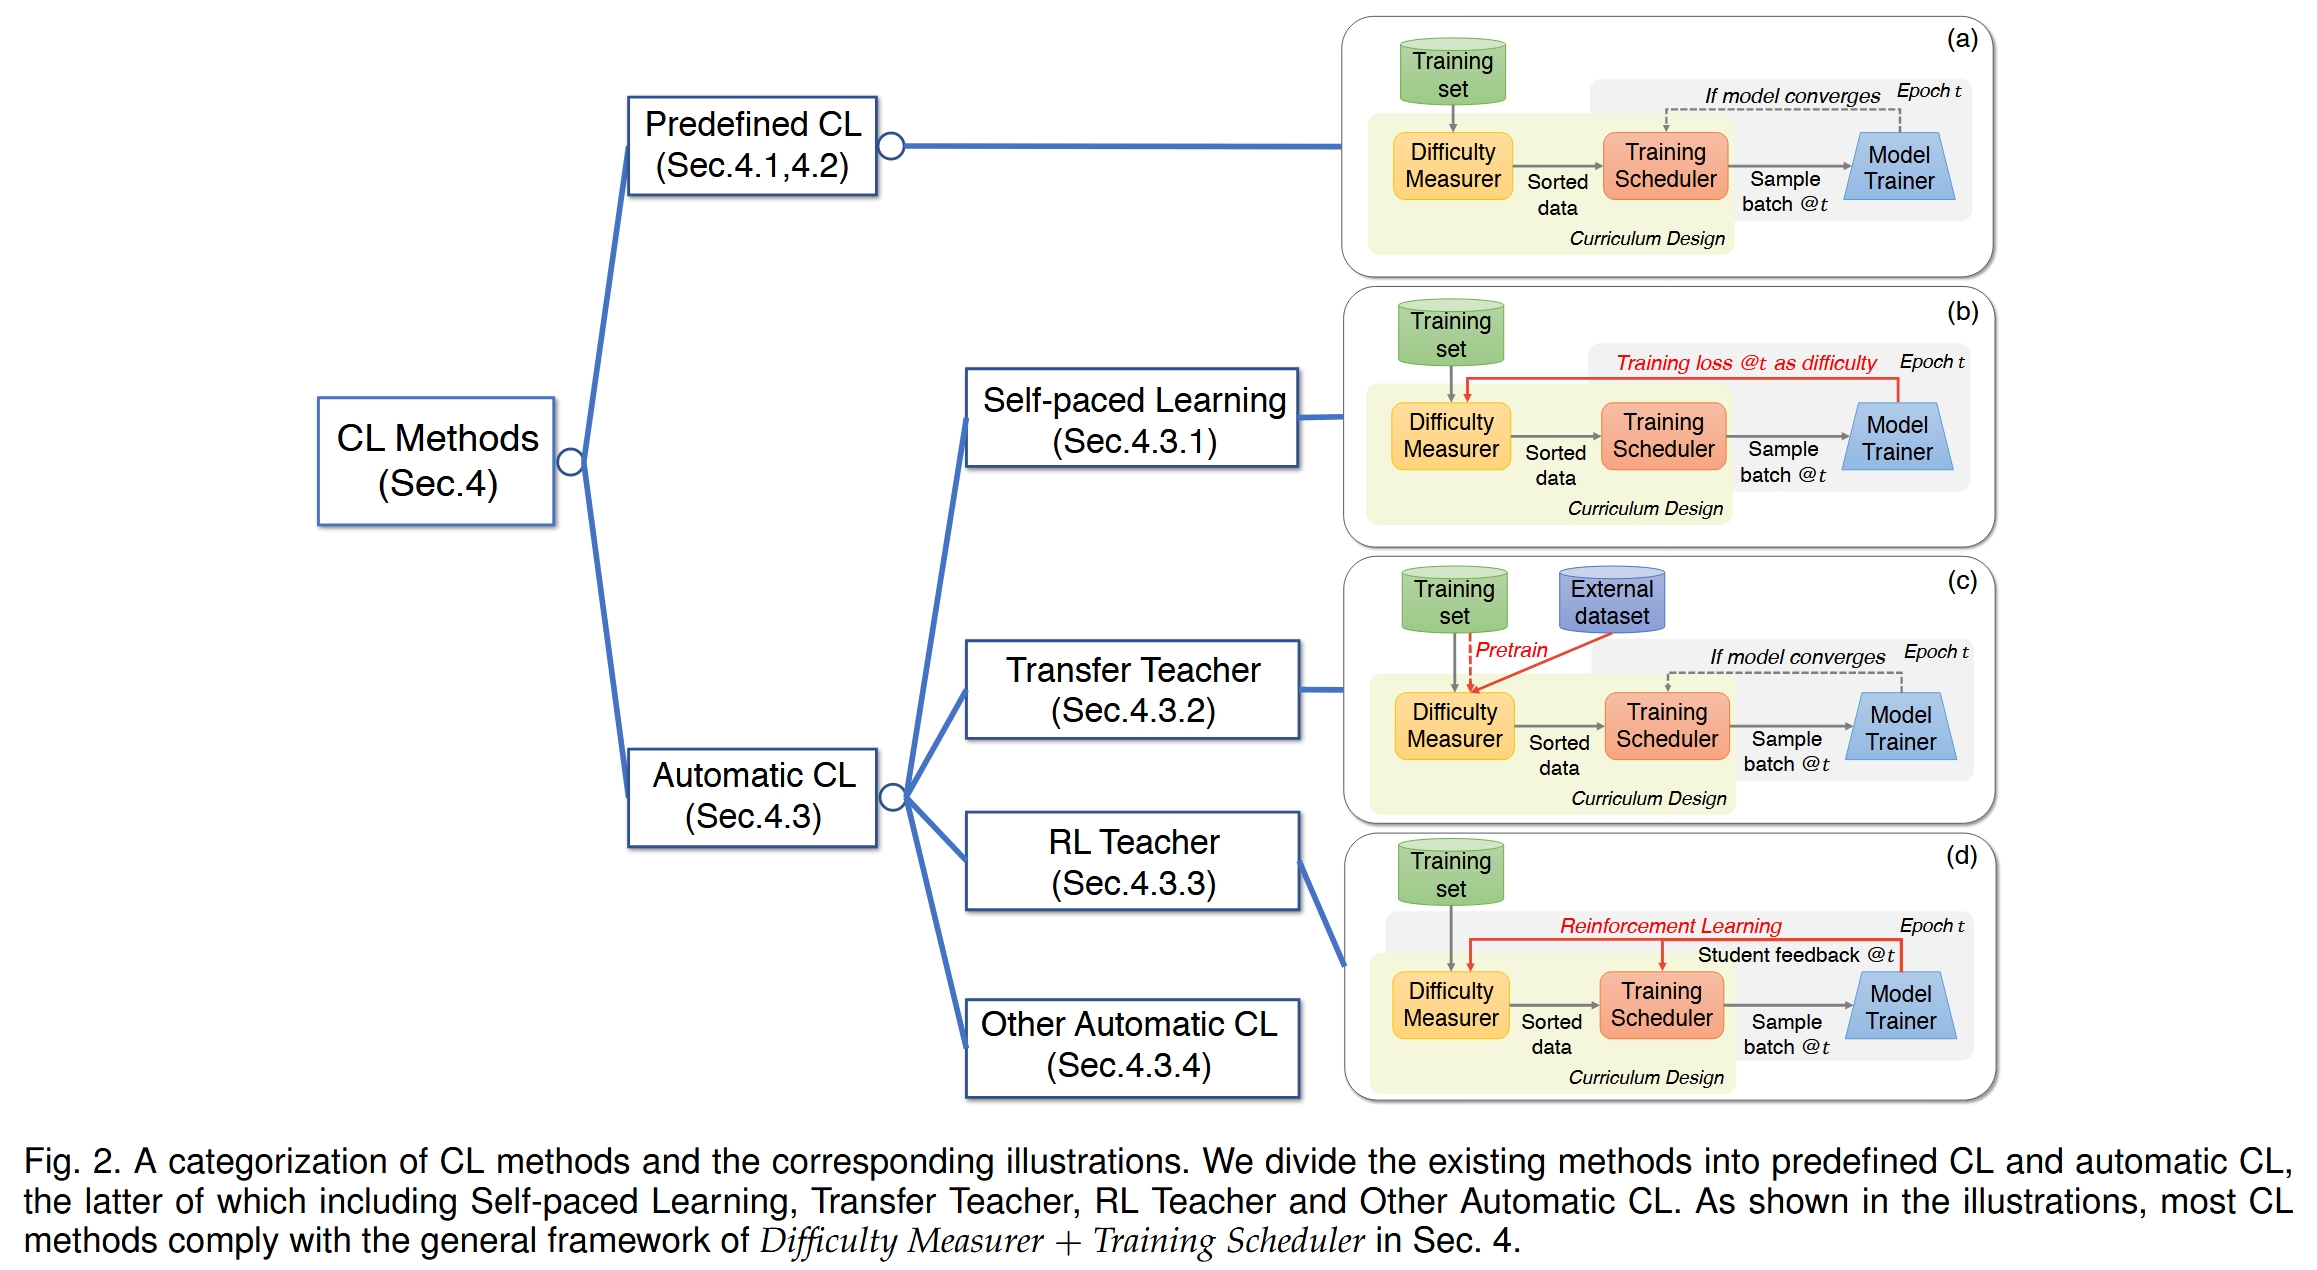 CL Methods
(Sec.4)
Predefined CL
(Sec.4.1,4.2)
Automatic CL
(Sec.4.3)
Self-paced Learning
(Sec.4.3.1)
Transfer Teacher
(Sec.4.3.2)
RL Teacher
(Sec.4.3.3)
Other Automatic CL
(Sec.4.3.4)
(a)
Training
set
If model converges
Epoch t
Difficulty
Measurer
Sorted
data
Training
Scheduler
Sample
batch @t
Model
Trainer
Curriculum Design
(b)
Training
set
Training loss @t as difficulty
Epoch t
Difficulty
Measurer
Sorted
data
Training
Scheduler
Sample
batch @t
Model
Trainer
Curriculum Design
(c)
Training
set
External
dataset
Pretrain
If model converges
Epoch t
Difficulty
Measurer
Sorted
data
Training
Scheduler
Sample
batch @t
Model
Trainer
Curriculum Design
(d)
Training
set
Reinforcement Learning
Epoch t
Student feedback @t
Difficulty
Measurer
Sorted
data
Training
Scheduler
Sample
batch @t
Model
Trainer
Curriculum Design
Fig. 2. A categorization of CL methods and the corresponding illustrations. We divide the existing methods into predefined CL and automatic CL,
the latter of which including Self-paced Learning, Transfer Teacher, RL Teacher and Other Automatic CL. As shown in the illustrations, most CL
methods comply with the general framework of Difficulty Measurer + Training Scheduler in Sec. 4.